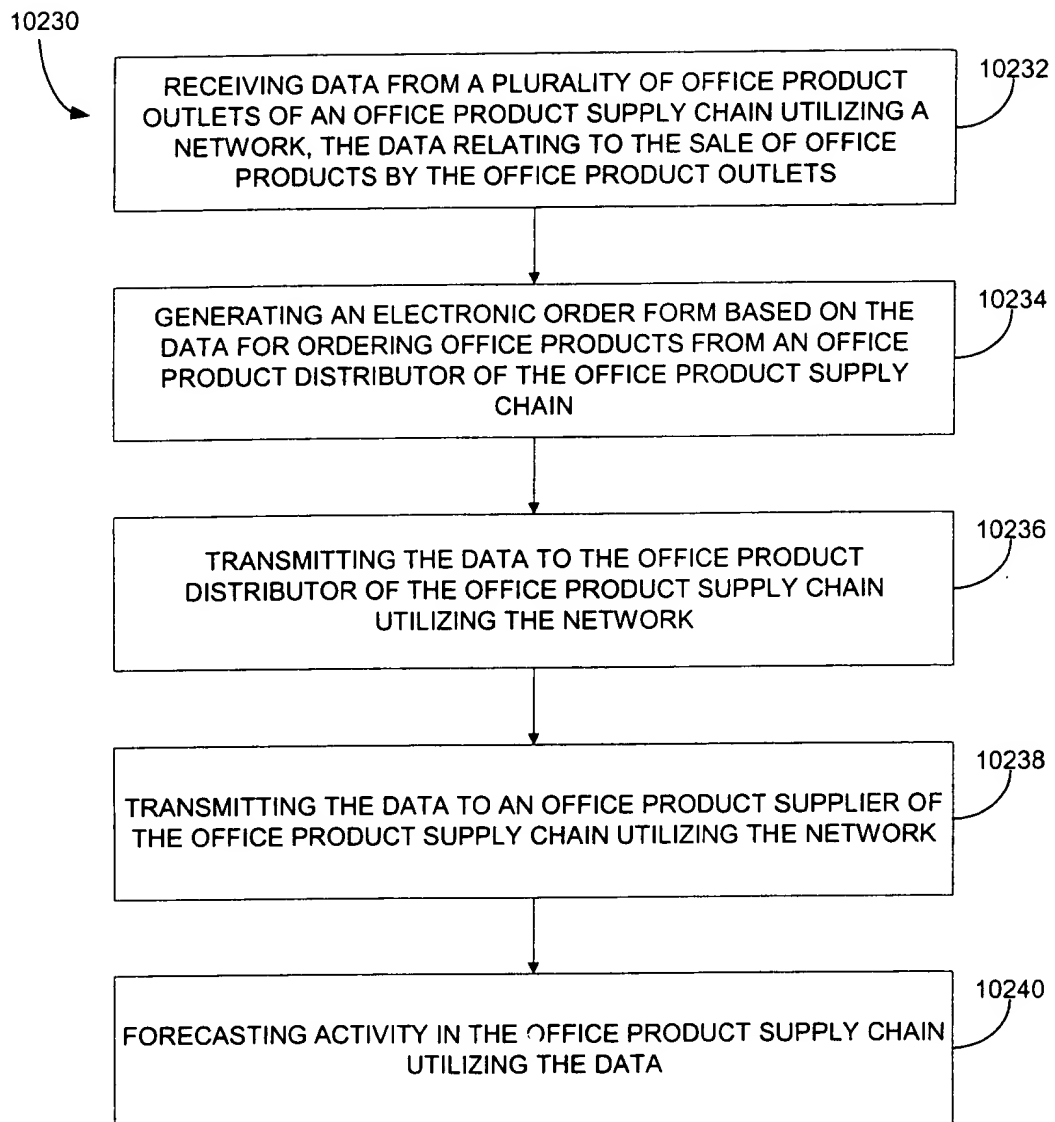 10230
RECEIVING DATA FROM A PLURALITY OF OFFICE PRODUCT
OUTLETS OF AN OFFICE PRODUCT SUPPLY CHAIN UTILIZING A
NETWORK, THE DATA RELATING TO THE SALE OF OFFICE
PRODUCTS BY THE OFFICE PRODUCT OUTLETS
10232
GENERATING AN ELECTRONIC ORDER FORM BASED ON THE
DATA FOR ORDERING OFFICE PRODUCTS FROM AN OFFICE
PRODUCT DISTRIBUTOR OF THE OFFICE PRODUCT SUPPLY
CHAIN
10234
TRANSMITTING THE DATA TO THE OFFICE PRODUCT
DISTRIBUTOR OF THE OFFICE PRODUCT SUPPLY CHAIN
UTILIZING THE NETWORK
10236
TRANSMITTING THE DATA TO AN OFFICE PRODUCT SUPPLIER OF
THE OFFICE PRODUCT SUPPLY CHAIN UTILIZING THE NETWORK
10238
FORECASTING ACTIVITY IN THE OFFICE PRODUCT SUPPLY CHAIN
UTILIZING THE DATA
10240